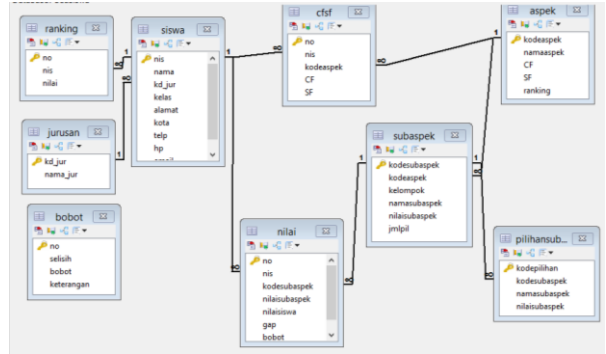 ranking
no
nis
nilai
siswa
nis
nama
kd_jur
kelas
alamat
kota
telp
hp
cfsf
no
nis
kodeaspek
CF
SF
aspek
kodeaspek
namaaspek
CF
SF
ranking
jurusan
kd_jur
nama_jur
bobot
no
selisih
bobot
keterangan
nilai
no
nis
kodesubaspek
nilaisubaspek
nilaisiswa
gap
bobot
subaspek
kodesubaspek
kodeaspek
kelompok
namasubaspek
nilaisubaspek
jmlpil
pilihansub...
kodepilihan
kodesubaspek
namasubaspek
nilaisubaspek
1
1
1
1
1
1
1
∞
∞
∞
∞
∞
∞
∞
∞